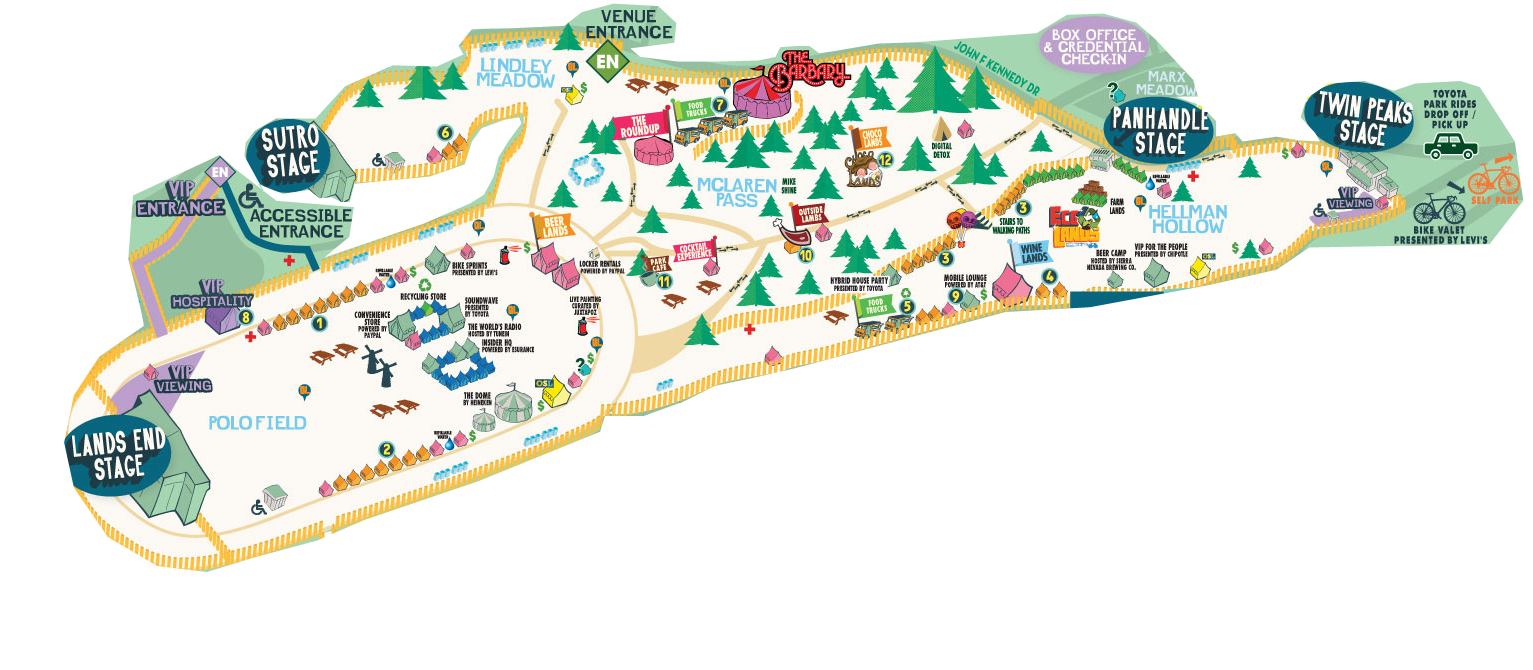 VENUE
ENTRANCE
EN
LINDLEY
MEADOW
THE
BARBARY
JOHN F KENNEDY DR
BOX OFFICE
& CREDENTIAL
CHECK-IN
MARX
MEADOW
?
PANHANDLE
STAGE
TWIN PEAKS
STAGE
TOYOTA
PARK RIDES
DROP OFF /
PICK UP
SELF PARK
BIKE VALET
PRESENTED BY LEVI'S
VIP
VIEWING
SUTRO
STAGE
6
THE
ROUNDUP
FOOD
TRUCKS
7
CHOCO
LANDS
CHOCO
LANDS
12
DIGITAL
DETOX
MCLAREN
PASS
MIKE
SHINE
OUTSIDE
LAMBS
10
3
STAIRS TO
WALKING PATHS
ECO
LANDS
FARM
LANDS
REFILLABLE
WATER
HELLMAN
HOLLOW
EN
VIP
ENTRANCE
ACCESSIBLE
ENTRANCE
VIP
HOSPITALITY
8
1
REFILLABLE
WATER
$
BIKE SPRINTS
PRESENTED BY LEVI'S
BEER
LANDS
LOCKER RENTALS
POWERED BY PAYPAL
PARK
CAFE
11
COCKTAIL
EXPERIENCE
3
WINE
LANDS
4
BEER CAMP
HOSTED BY SIERRA
NEVADA BREWING CO.
VIP FOR THE PEOPLE
PRESENTED BY CHIPOTLE
OSL
$
HYBRID HOUSE PARTY
PRESENTED BY TOYOTA
FOOD
TRUCKS
5
MOBILE LOUNGE
POWERED BY AT&T
9
$
RECYCLING STORE
CONVENIENCE
STORE
POWERED BY
PAYPAL
SOUNDWAVE
PRESENTED
BY TOYOTA
THE WORLD'S RADIO
HOSTED BY TUNEIN
INSIDER HQ
POWERED BY ESURANCE
LIVE PAINTING
CURATED BY
JUXTAPOZ
?
$
OSL
$
THE DOME
BY HEINEKEN
VIP
VIEWING
POLO FIELD
LANDS END
STAGE
2
REFILLABLE
WATER
$